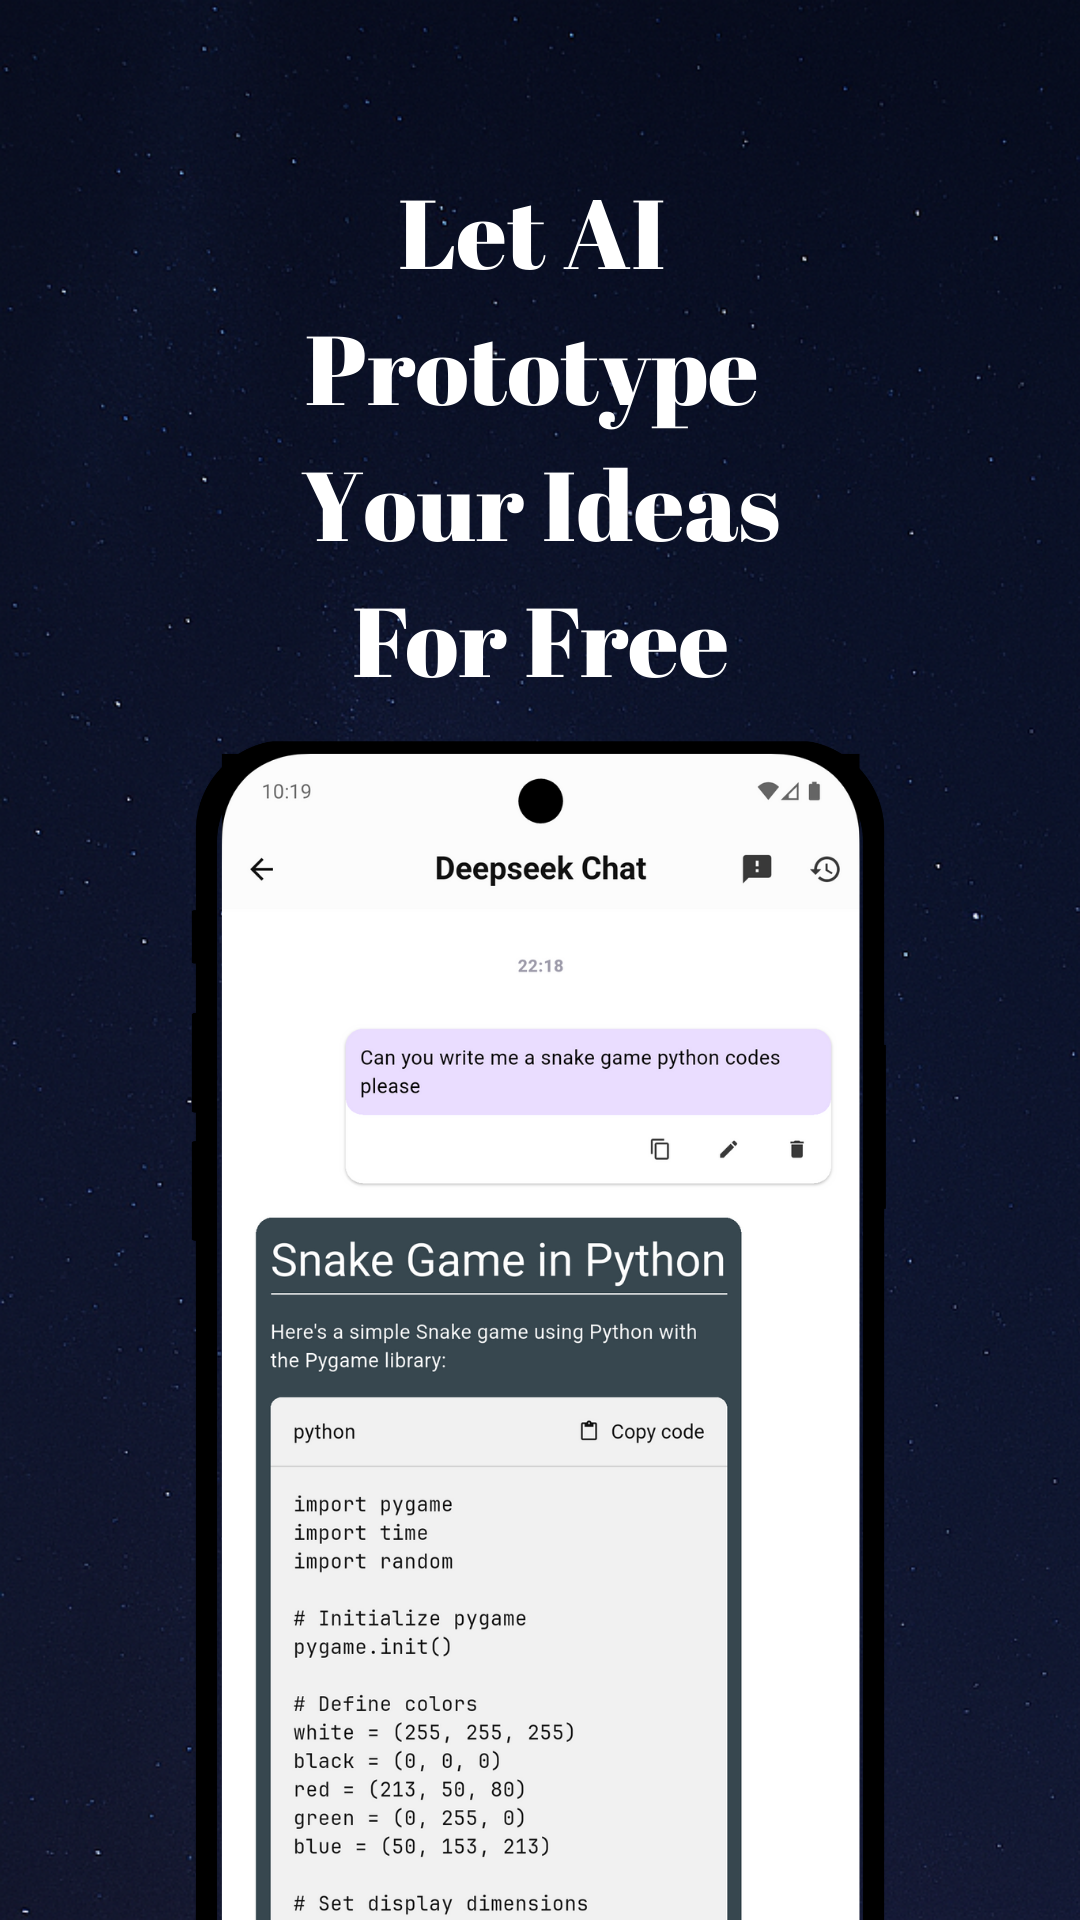 Let AI
Prototype
Your Ideas
For Free
10:19
Deepseek Chat
22:18
Can you write me a snake game python codes
please
Snake Game in Python
Here's a simple Snake game using Python with
the Pygame library:
python
Copy code
import pygame
import time
import random
# Initialize pygame
pygame.init()
# Define colors
white = (255, 255, 255)
black = (0, 0, 0)
red = (213, 50, 80)
green = (0, 255, 0)
blue = (50, 153, 213)
# Set display dimensions